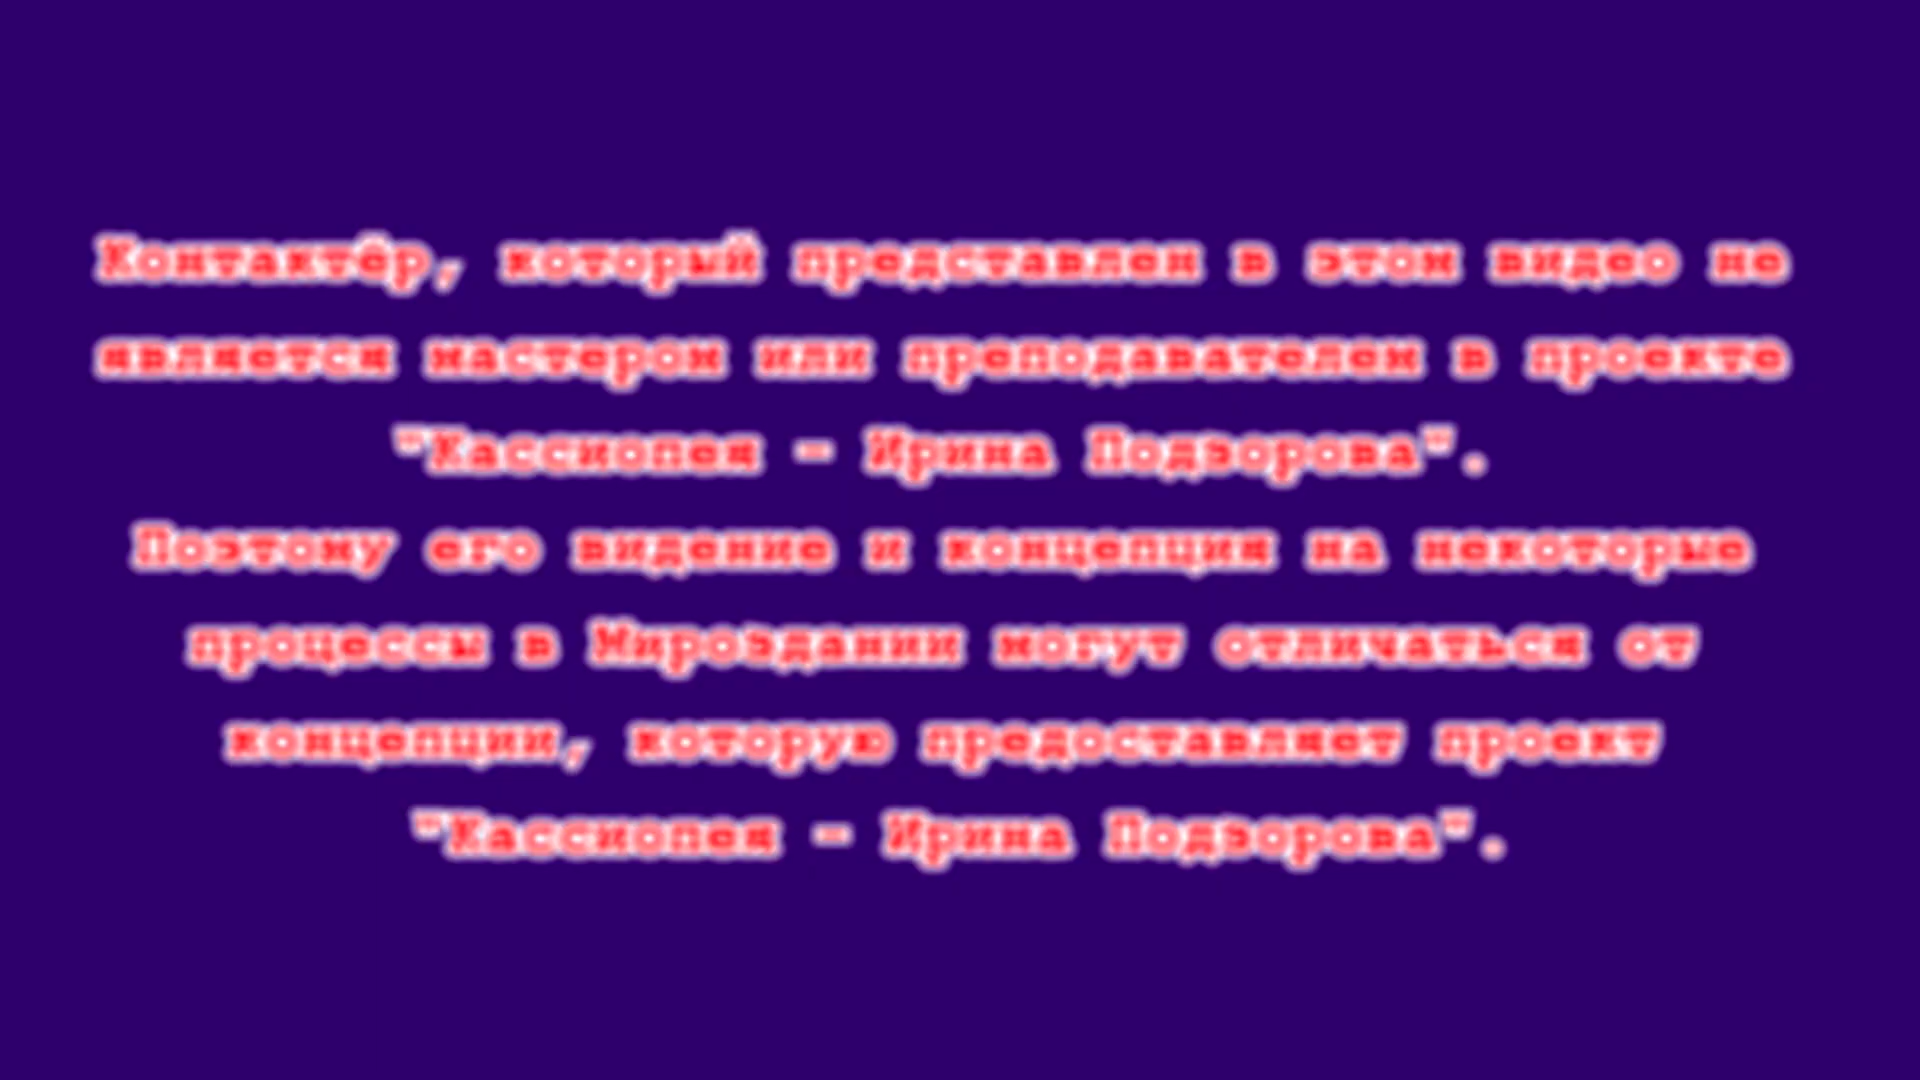 Контактёр, который представлен в этом видео не
является мастером или преподавателем в проекте
"Кассиопея - Ирина Подзорова".
Поэтому его видение и концепция на некоторые
процессы в Мироздании могут отличаться от
концепции, которую предоставляет проект
"Кассиопея - Ирина Подзорова".